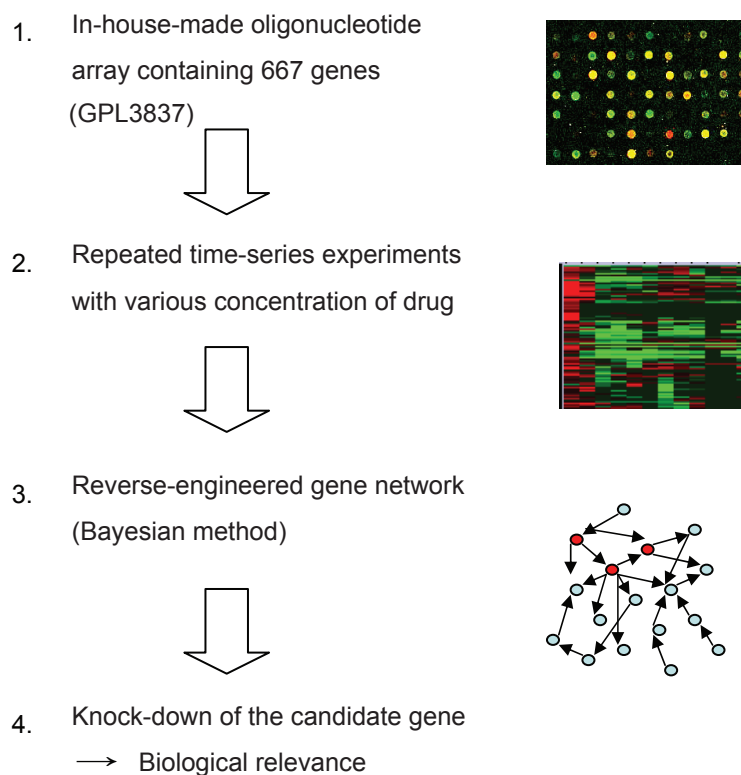 1. In-house-made oligonucleotide
array containing 667 genes
(GPL3837)
2. Repeated time-series experiments
with various concentration of drug
3. Reverse-engineered gene network
(Bayesian method)
4. Knock-down of the candidate gene
→ Biological relevance